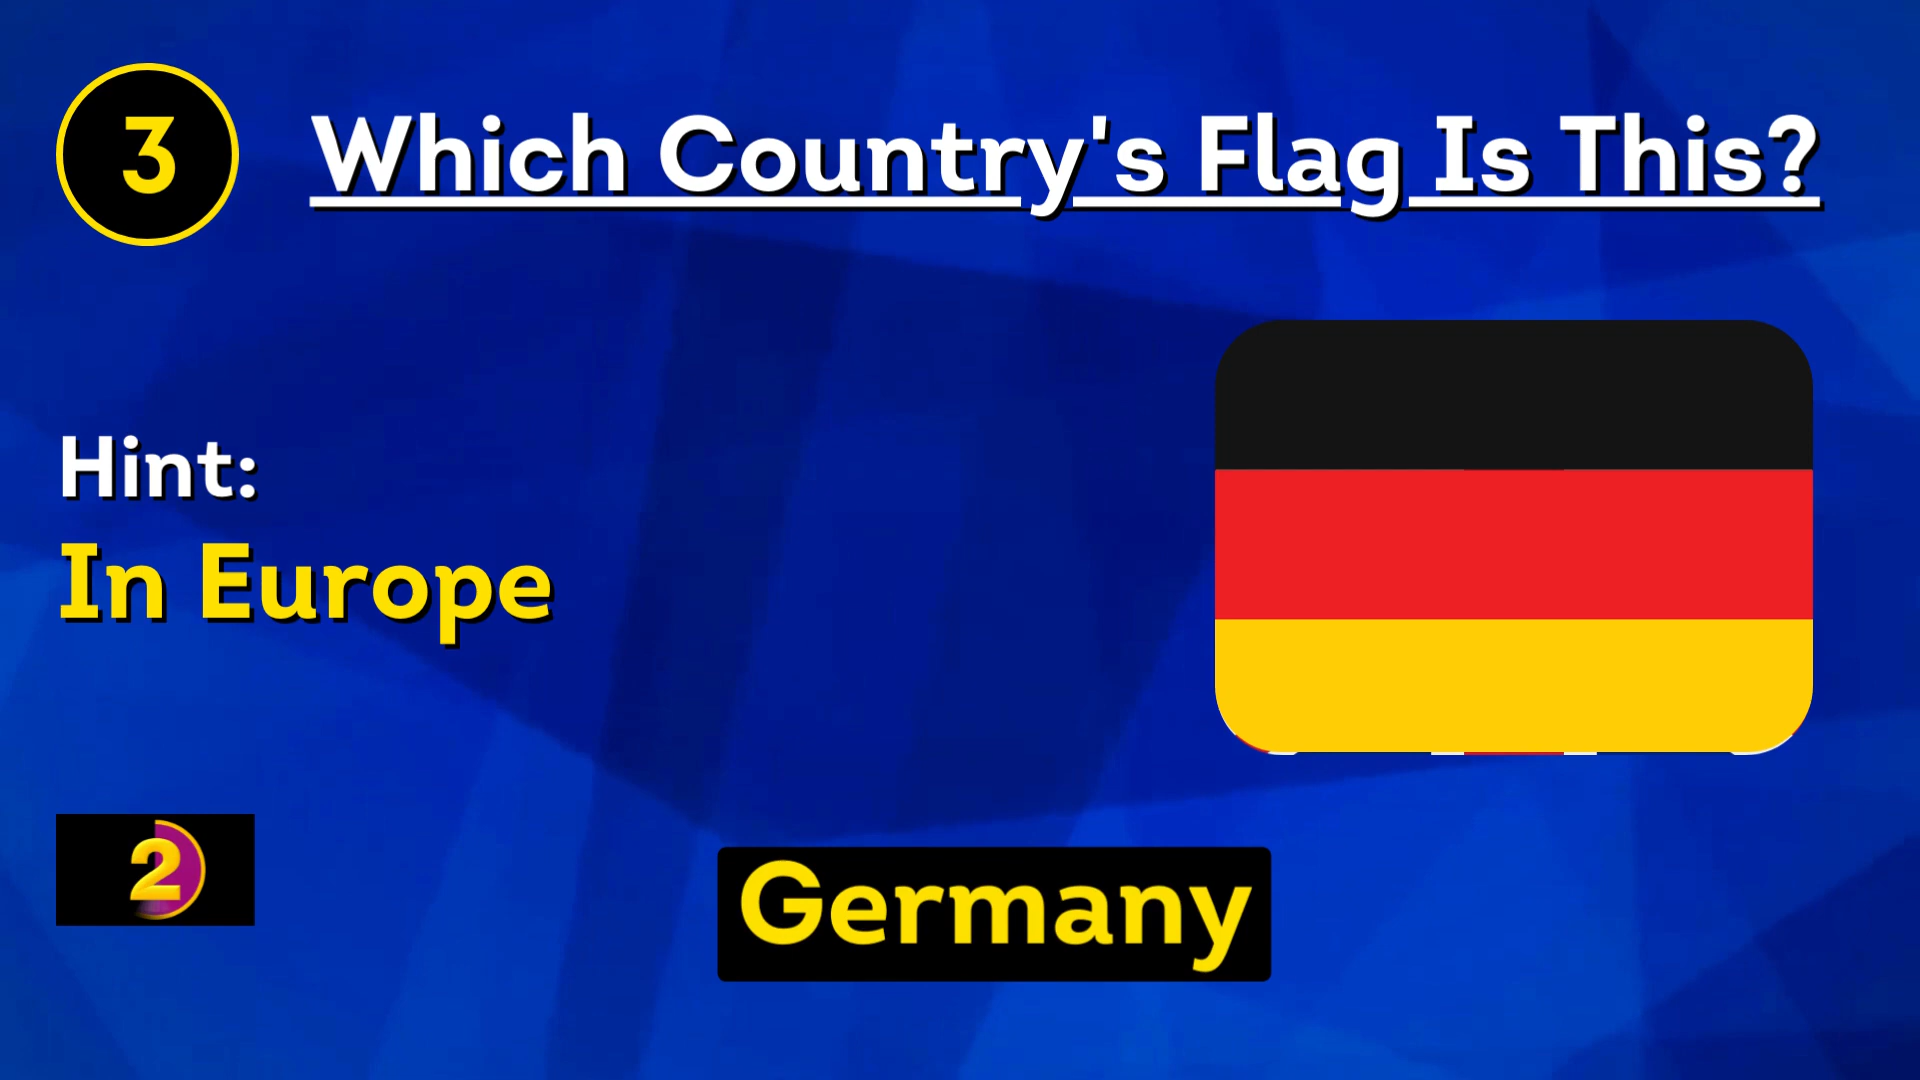 3
Which Country's Flag Is This?
Hint:
In Europe
2
Germany